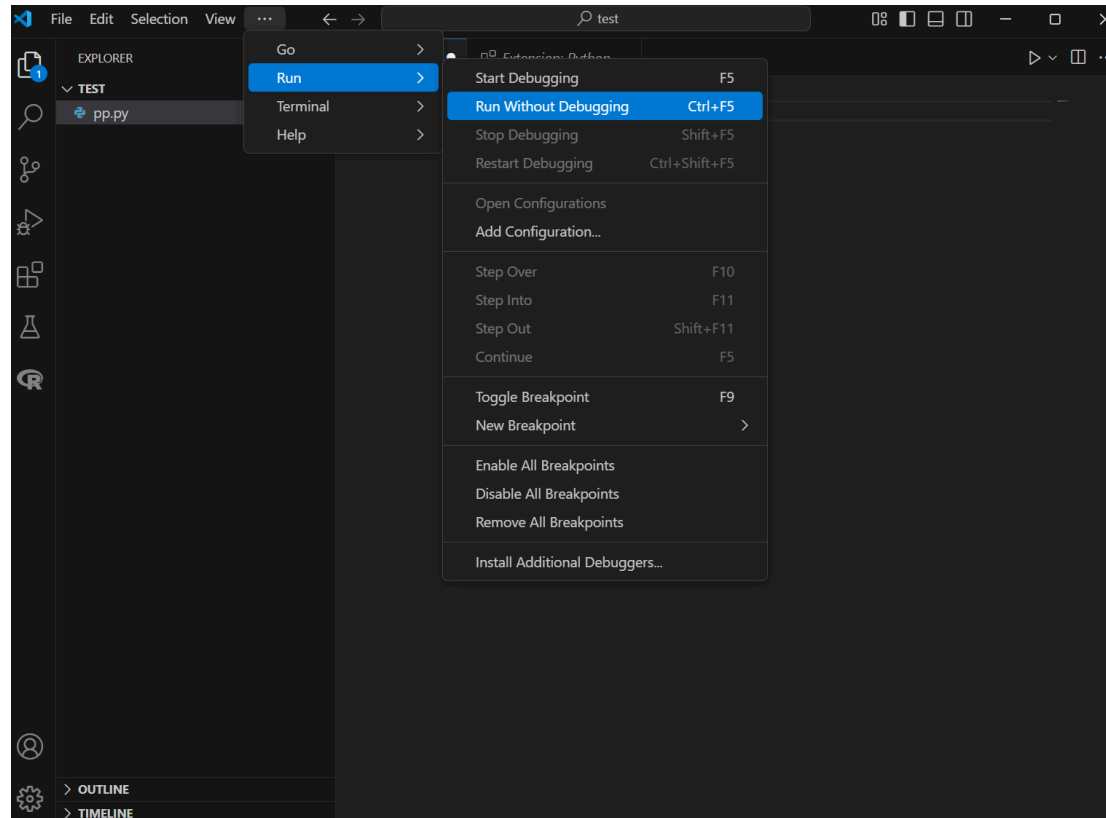 File Edit Selection View ... test
EXPLORER
Extension: Python
1
TEST
pp.py
Go
Run
Terminal
Help
Start Debugging F5
Run Without Debugging Ctrl+F5
Stop Debugging Shift+F5
Restart Debugging Ctrl+Shift+F5
Open Configurations
Add Configuration...
Step Over F10
Step Into F11
Step Out Shift+F11
Continue F5
Toggle Breakpoint F9
New Breakpoint
Enable All Breakpoints
Disable All Breakpoints
Remove All Breakpoints
Install Additional Debuggers...
R
OUTLINE
TIMELINE